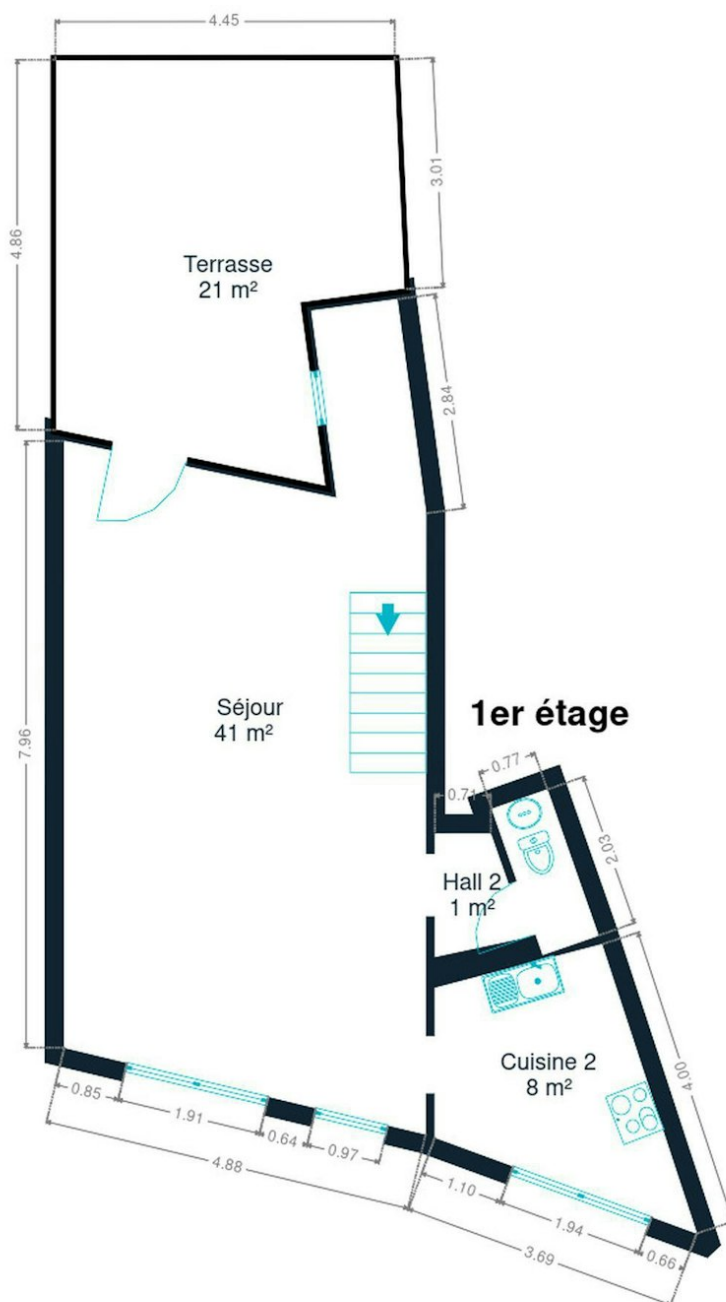 4.45
3.01
4.86
Terrasse
21 m²
2.84
7.96
Séjour
41 m²
1er étage
0.77
0.71
2.03
Hall 2
1 m²
Cuisine 2
8 m²
4.00
0.85
1.91
0.64
0.97
4.88
1.10
1.94
0.66
3.69